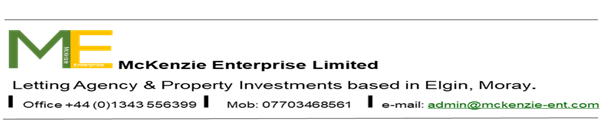 ME McKenzie Enterprise Limited
Letting Agency & Property Investments based in Elgin, Moray.
Office +44 (0)1343 556399 Mob: 07703468561 e-mail: admin@mckenzie-ent.com